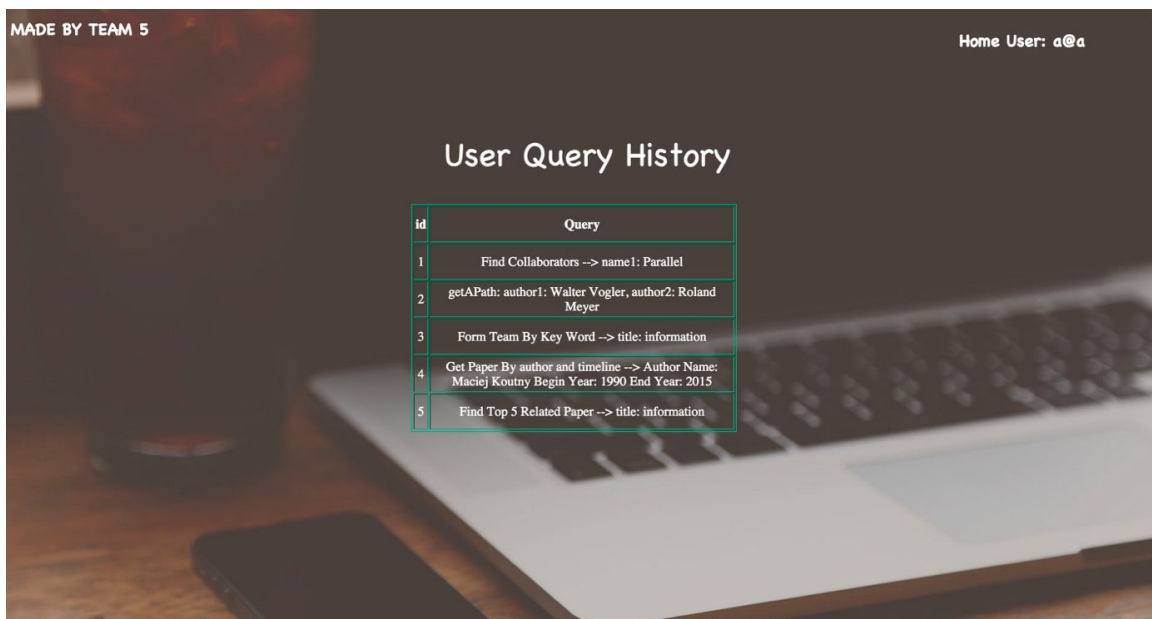 MADE BY TEAM 5
Home User: a@a
User Query History
id Query
1 Find Collaborators --> name1: Parallel
2 getAPath: author1: Walter Vogler, author2: Roland
Meyer
3 Form Team By Key Word --> title: information
4 Get Paper By author and timeline --> Author Name:
Maciej Koutny Begin Year: 1990 End Year: 2015
5 Find Top 5 Related Paper --> title: information